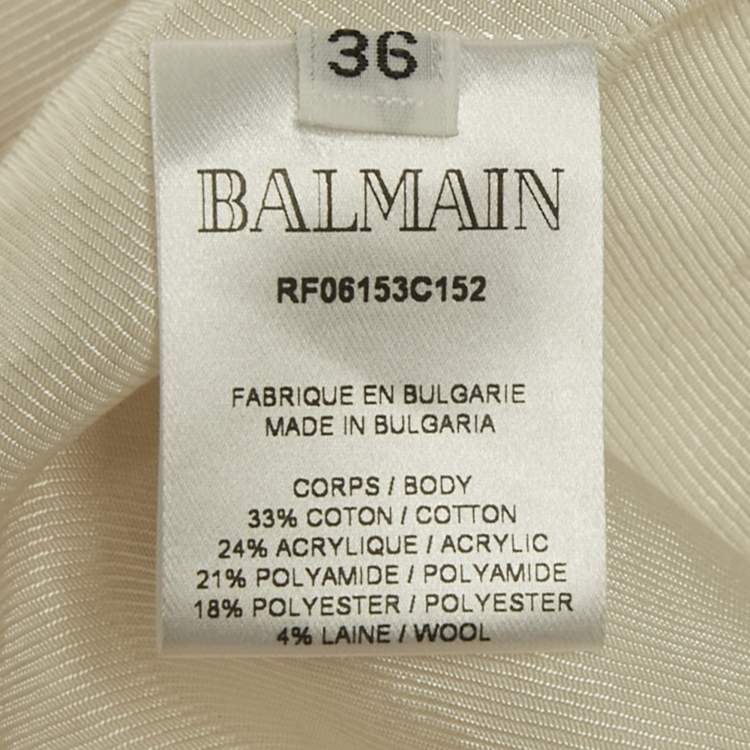 36
BALMAIN
RF06153C152
FABRIQUE EN BULGARIE
MADE IN BULGARIA
CORPS / BODY
33% COTON / COTTON
24% ACRYLIQUE / ACRYLIC
21% POLYAMIDE / POLYAMIDE
18% POLYESTER / POLYESTER
4% LAINE / WOOL